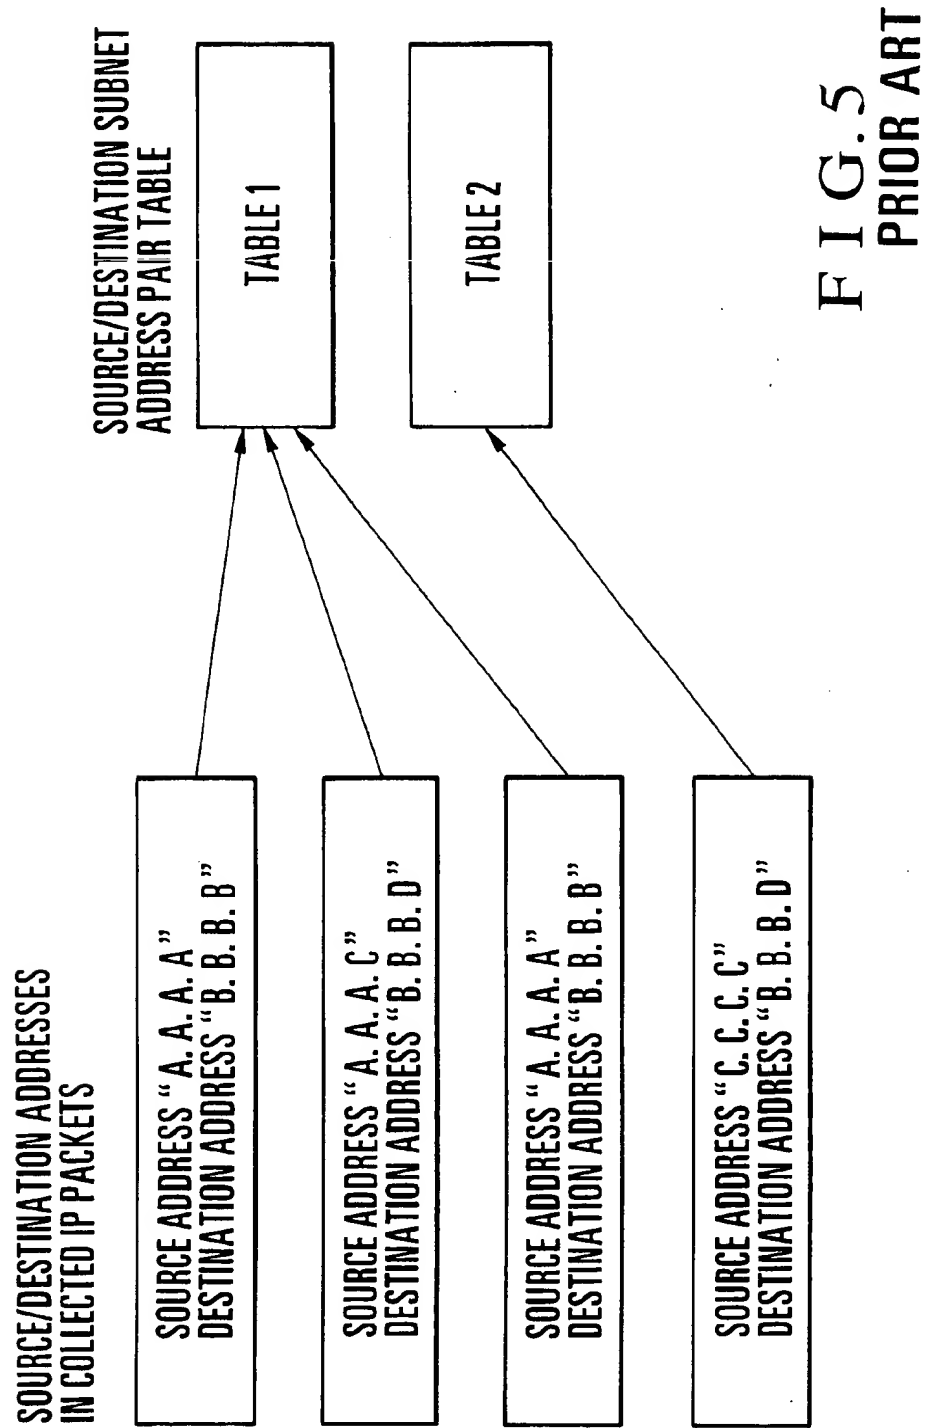 SOURCE/DESTINATION ADDRESSES
IN COLLECTED IP PACKETS
SOURCE ADDRESS “A. A. A. A”
DESTINATION ADDRESS “B. B. B. B”
SOURCE ADDRESS “A. A. A. C”
DESTINATION ADDRESS “B. B. B. D”
SOURCE ADDRESS “A. A. A. A”
DESTINATION ADDRESS “B. B. B. B”
SOURCE ADDRESS “C. C. C. C”
DESTINATION ADDRESS “B. B. B. D”
SOURCE/DESTINATION SUBNET
ADDRESS PAIR TABLE
TABLE 1
TABLE 2
FIG. 5
PRIOR ART